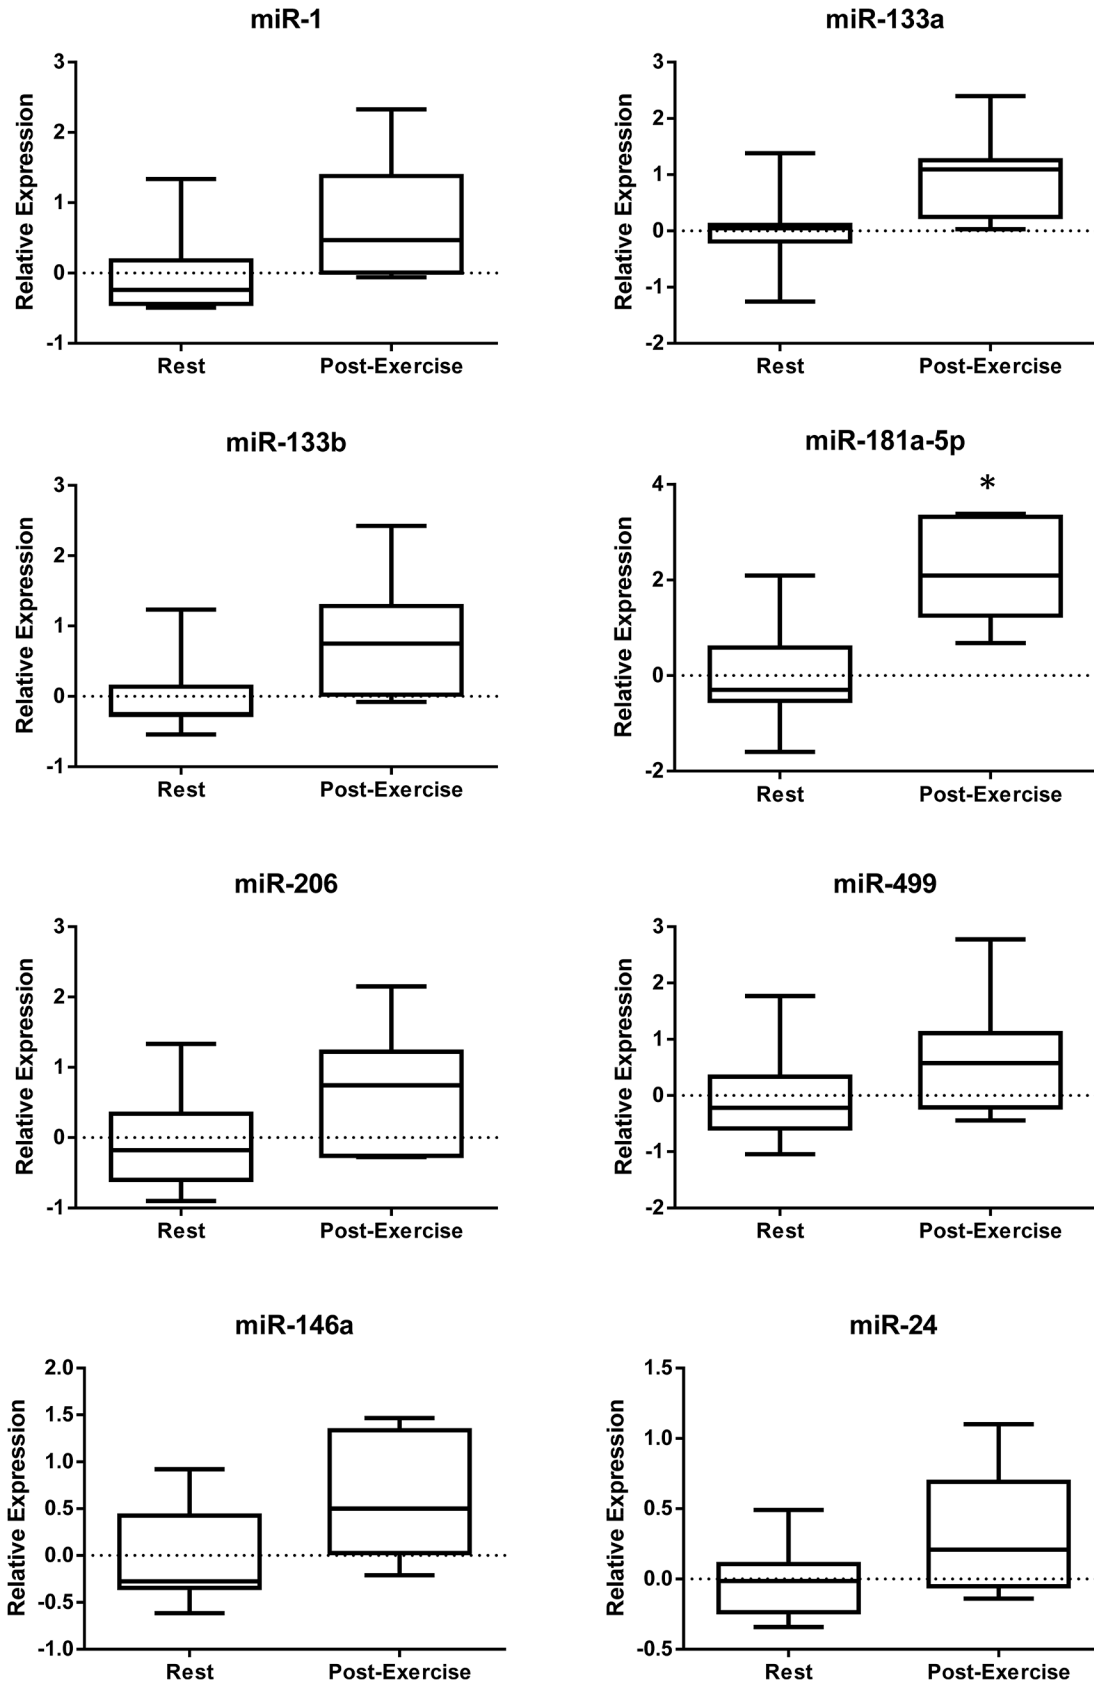 miR-1
3
2
1
0
-1
Relative Expression
Rest
Post-Exercise
miR-133a
3
2
1
0
-1
-2
Relative Expression
Rest
Post-Exercise
miR-133b
3
2
1
0
-1
Relative Expression
Rest
Post-Exercise
miR-181a-5p
*
4
2
0
-2
Relative Expression
Rest
Post-Exercise
miR-206
3
2
1
0
-1
Relative Expression
Rest
Post-Exercise
miR-499
3
2
1
0
-1
-2
Relative Expression
Rest
Post-Exercise
miR-146a
2.0
1.5
1.0
0.5
0.0
-0.5
-1.0
Relative Expression
Rest
Post-Exercise
miR-24
1.5
1.0
0.5
0.0
-0.5
Relative Expression
Rest
Post-Exercise